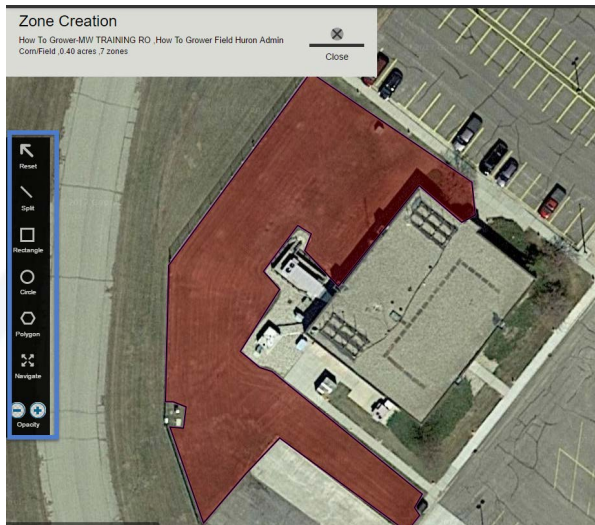 Zone Creation
How To Grower-MW TRAINING RO ,How To Grower Field Huron Admin
Corn/Field ,0.40 acres ,7 zones
Close
Reset
Split
Rectangle
Circle
Polygon
Navigate
Opacity